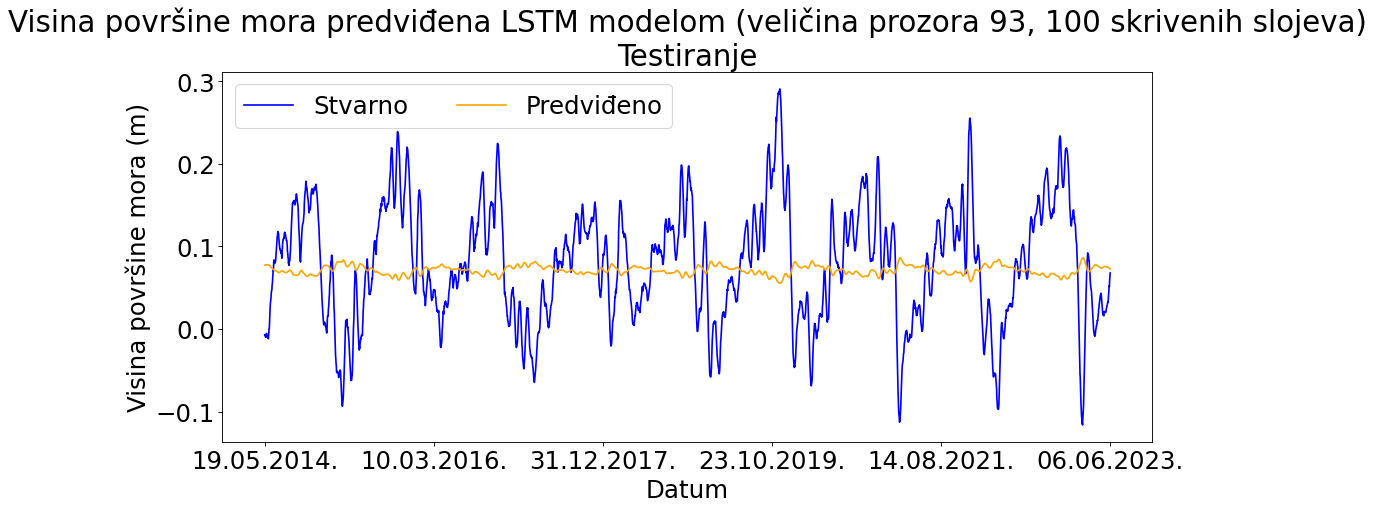 Visina površine mora predviđena LSTM modelom (veličina prozora 93, 100 skrivenih slojeva)
Testiranje
Stvarno
Predviđeno
Visina površine mora (m)
0.3
0.2
0.1
0.0
−0.1
19.05.2014.
10.03.2016.
31.12.2017.
23.10.2019.
14.08.2021.
06.06.2023.
Datum